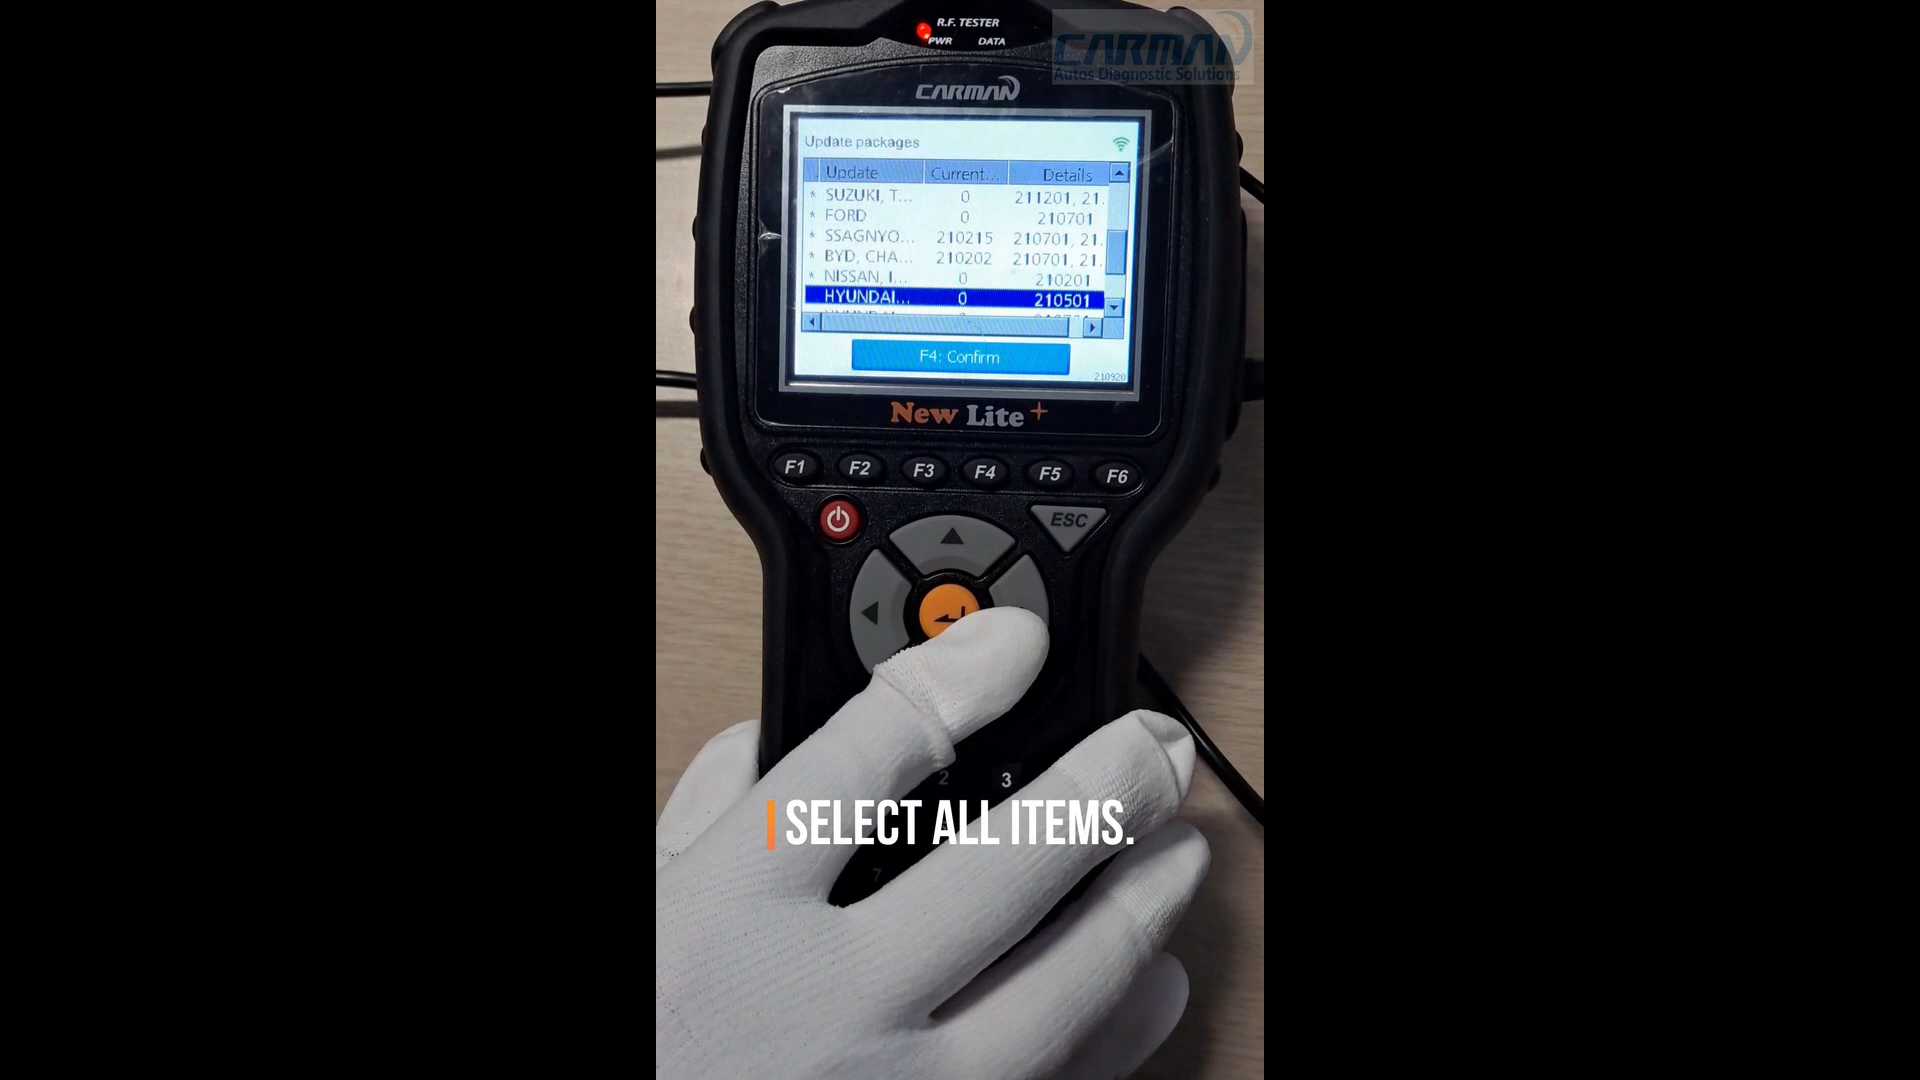 R.F. TESTER
PWR DATA
CARMAN
Autos Diagnostic Solutions
CARMAN
Update packages
Update Current... Details
* SUZUKI, T... 0 211201, 21.
* FORD 0 210701
* SSAGNYO... 210215 210701, 21.
* BYD, CHA... 210202 210701, 21.
* NISSAN, I... 0 210201
HYUNDAI... 0 210501
F4: Confirm
210920
New Lite+
F1 F2 F3 F4 F5 F6
ESC
2 3
SELECT ALL ITEMS.
7